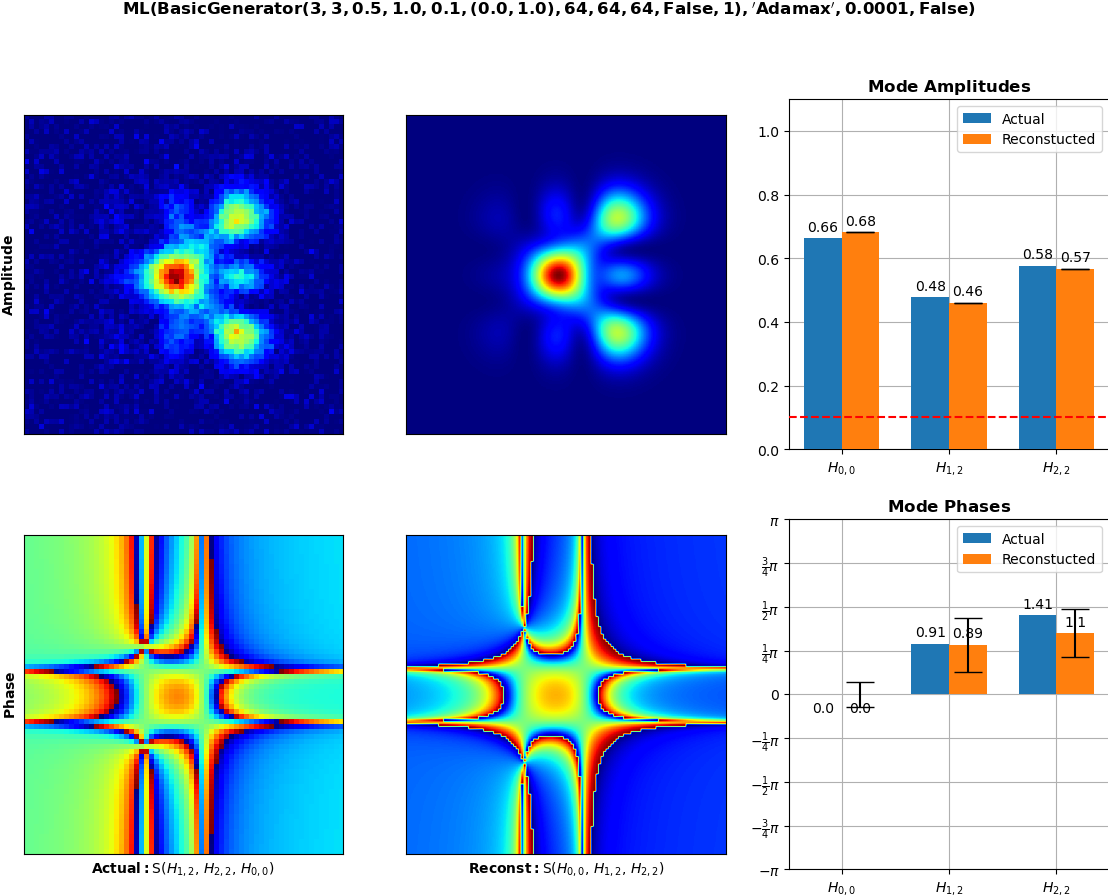 ML(BasicGenerator(3, 3, 0.5, 1.0, 0.1, (0.0, 1.0), 64, 64, 64, False, 1), 'Adamax', 0.0001, False)
Amplitude
Mode Amplitudes
Actual
Reconstucted
1.0
0.8
0.6
0.4
0.2
0.0
0.66
0.68
0.48
0.46
0.58
0.57
H0,0
H1,2
H2,2
Phase
Actual: S(H1,2, H2,2, H0,0)
Reconst: S(H0,0, H1,2, H2,2)
Mode Phases
Actual
Reconstucted
π
3/4π
1/2π
1/4π
0
−1/4π
−1/2π
−3/4π
−π
0.0
0.0
0.91
0.89
1.41
1.1
H0,0
H1,2
H2,2